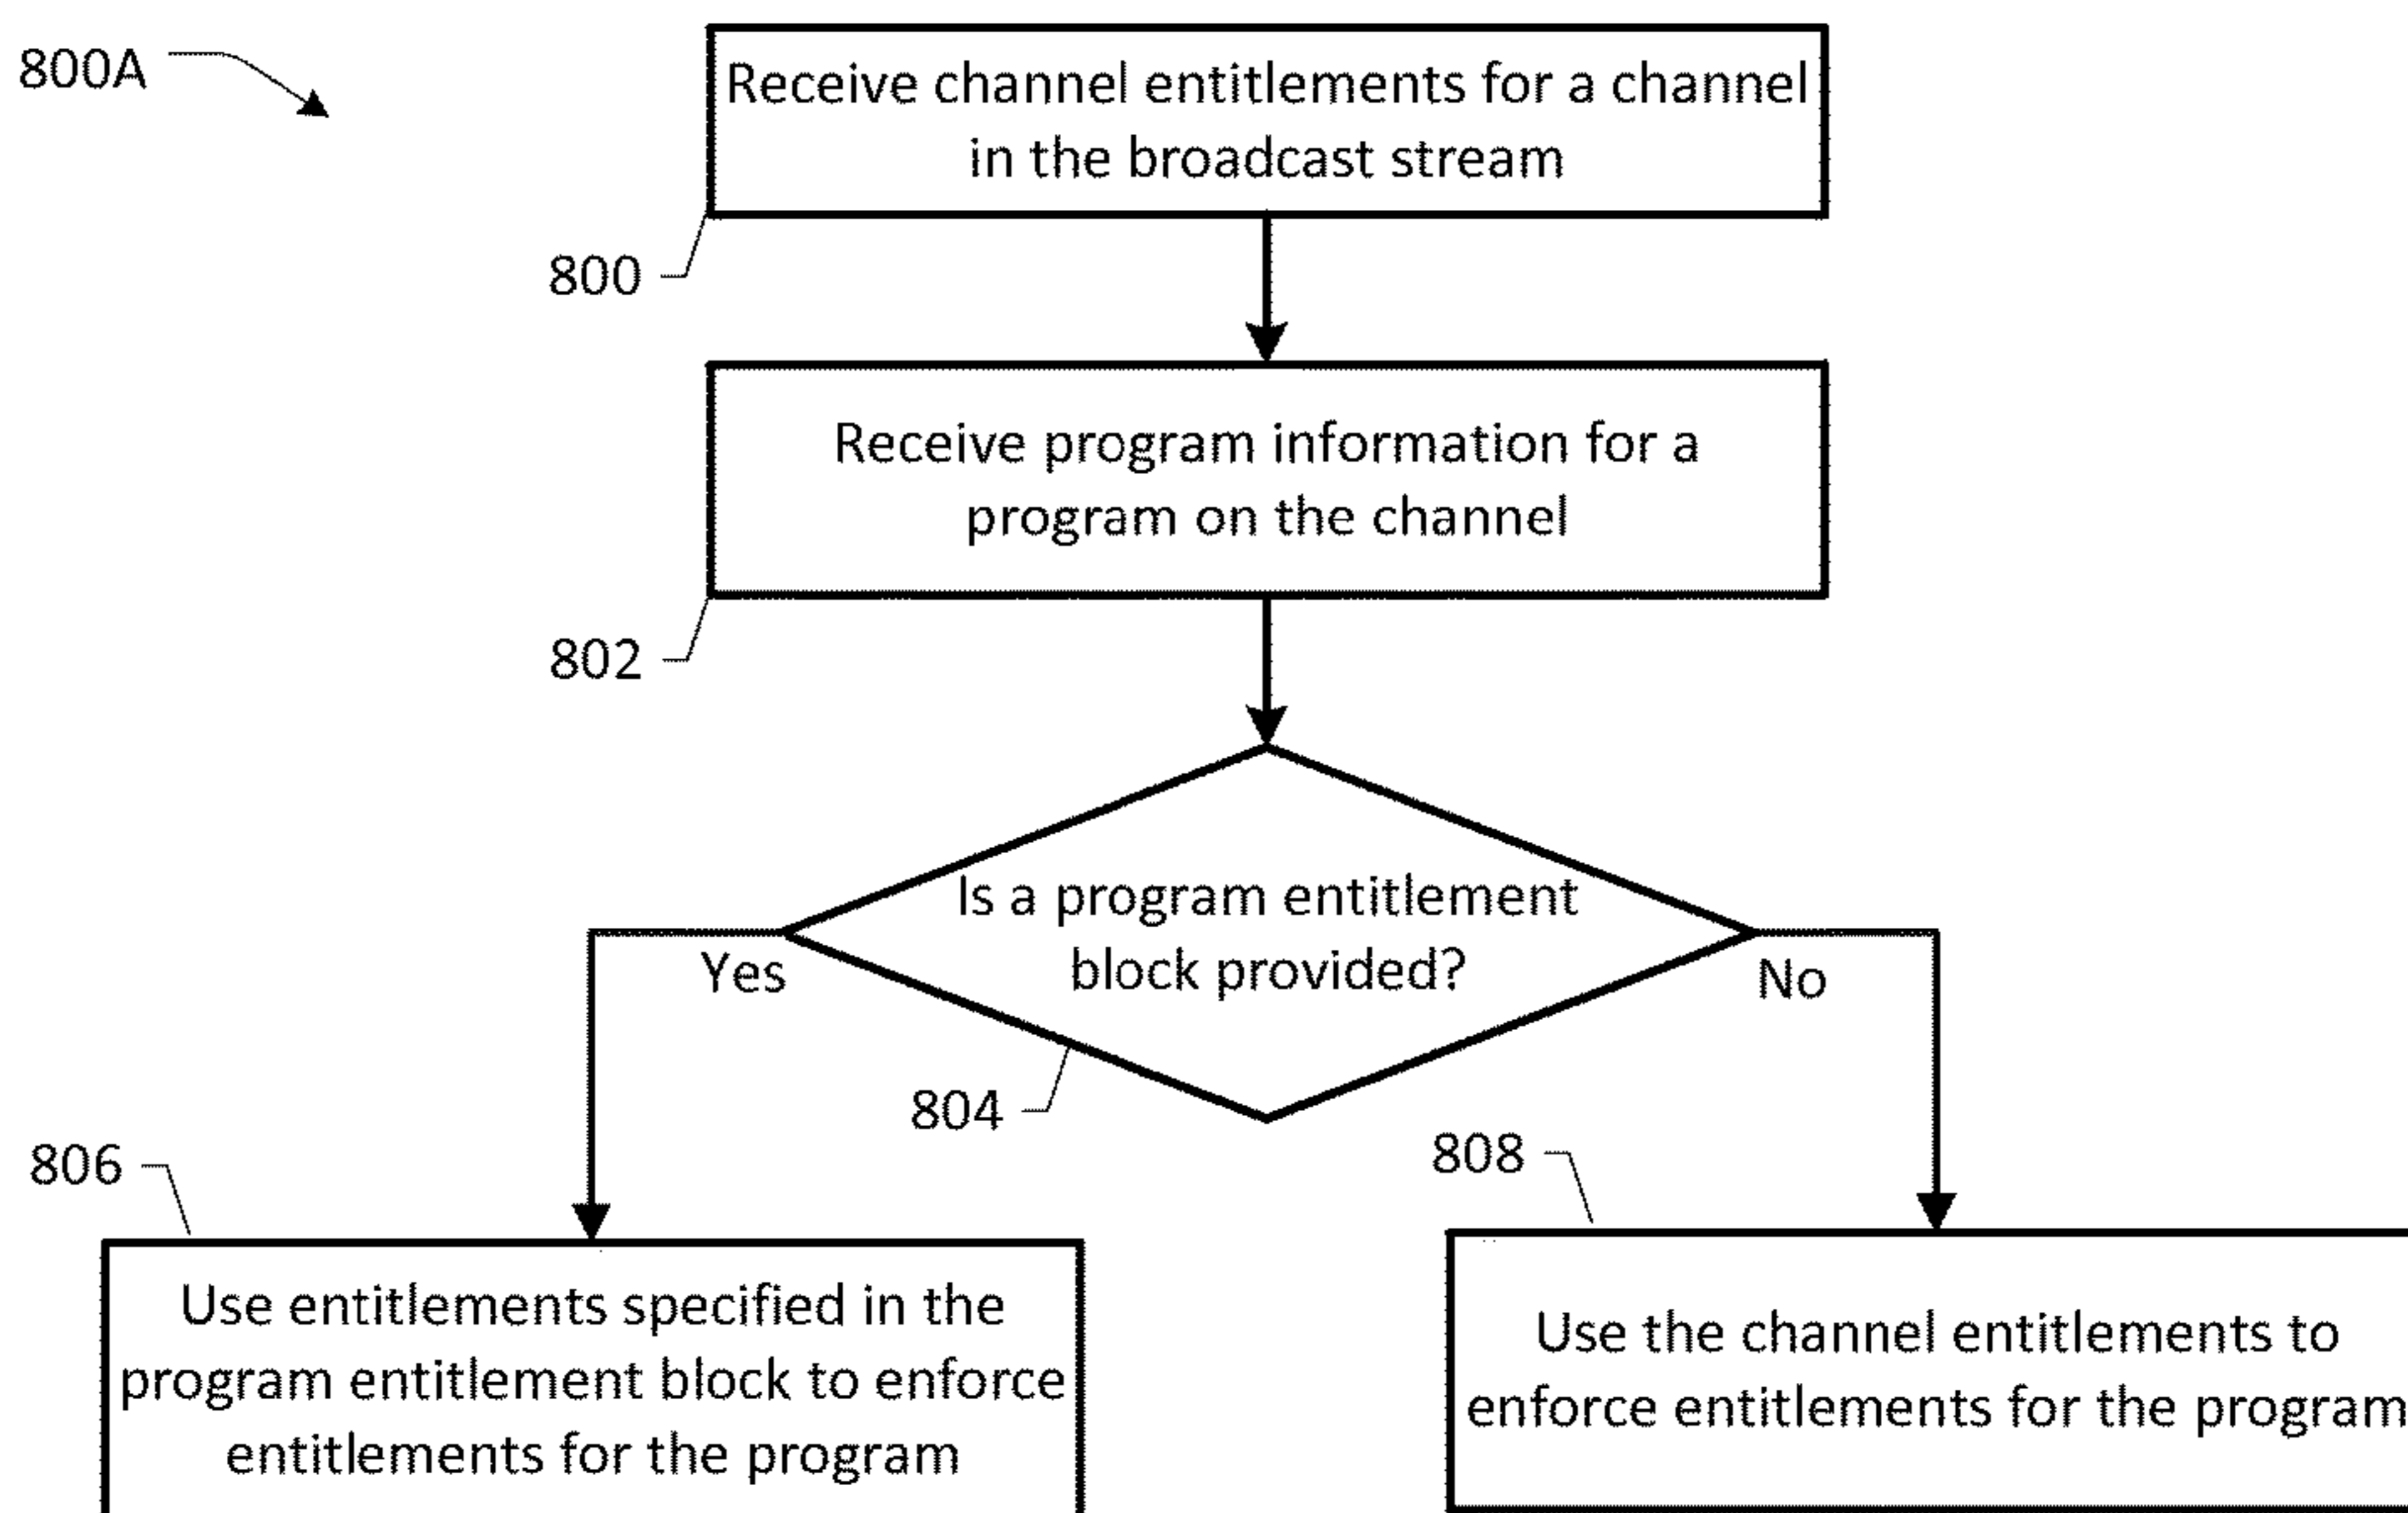 800A
Receive channel entitlements for a channel
in the broadcast stream
800
Receive program information for a
program on the channel
802
Is a program entitlement
block provided?
Yes
No
804
806
808
Use entitlements specified in the
program entitlement block to enforce
entitlements for the program
Use the channel entitlements to
enforce entitlements for the program